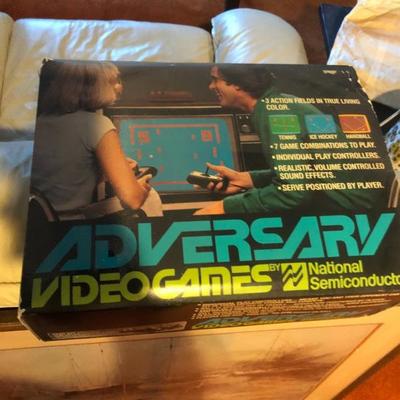 • 3 ACTION FIELDS IN TRUE LIVING
COLOR.
TENNIS ICE HOCKEY HANDBALL
• 7 GAME COMBINATIONS TO PLAY.
• INDIVIDUAL PLAY CONTROLLERS.
• REALISTIC, VOLUME CONTROLLED
SOUND EFFECTS.
• SERVE POSITIONED BY PLAYER.
ADVERSARY
VIDEO GAMES BY National
Semiconductor